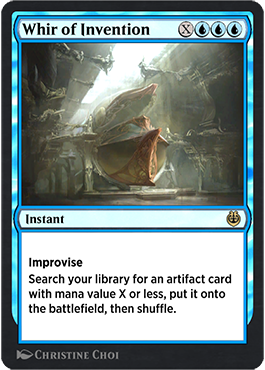 Whir of Invention XUUU
Instant
Improvise
Search your library for an artifact card
with mana value X or less, put it onto
the battlefield, then shuffle.
Christine Choi